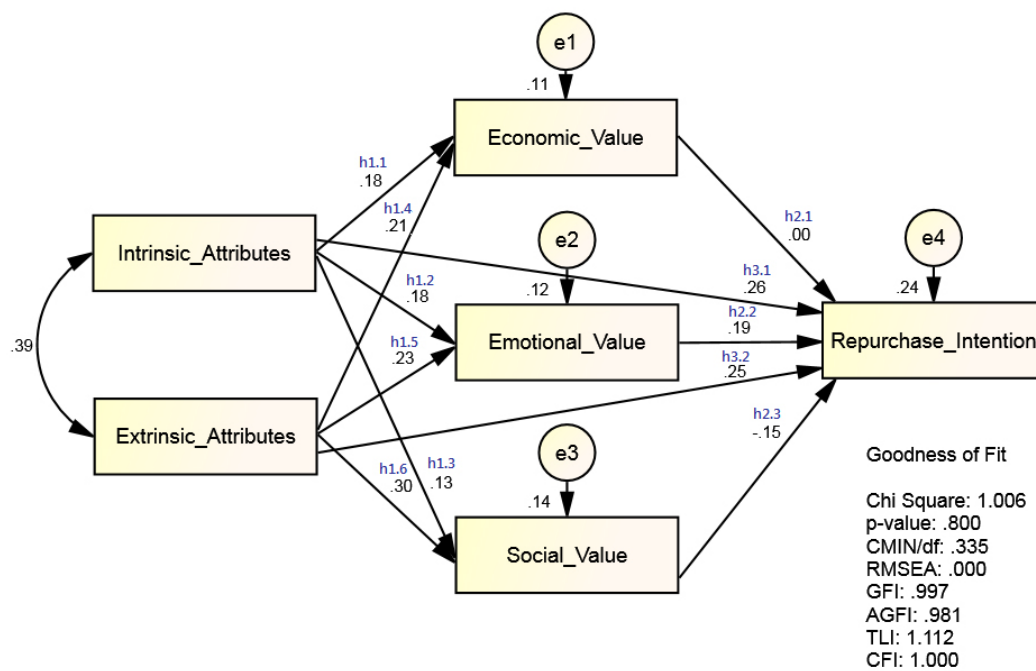 e1
.11
Economic_Value
h1.1
.18
h1.4
.21
h2.1
.00
Intrinsic_Attributes
e2
.12
Emotional_Value
h1.2
.18
h1.5
.23
h3.1
.26
h2.2
.19
h3.2
.25
e4
.24
Repurchase_Intention
.39
Extrinsic_Attributes
h1.6
.30
h1.3
.13
e3
.14
Social_Value
h2.3
-.15
Goodness of Fit
Chi Square: 1.006
p-value: .800
CMIN/df: .335
RMSEA: .000
GFI: .997
AGFI: .981
TLI: 1.112
CFI: 1.000